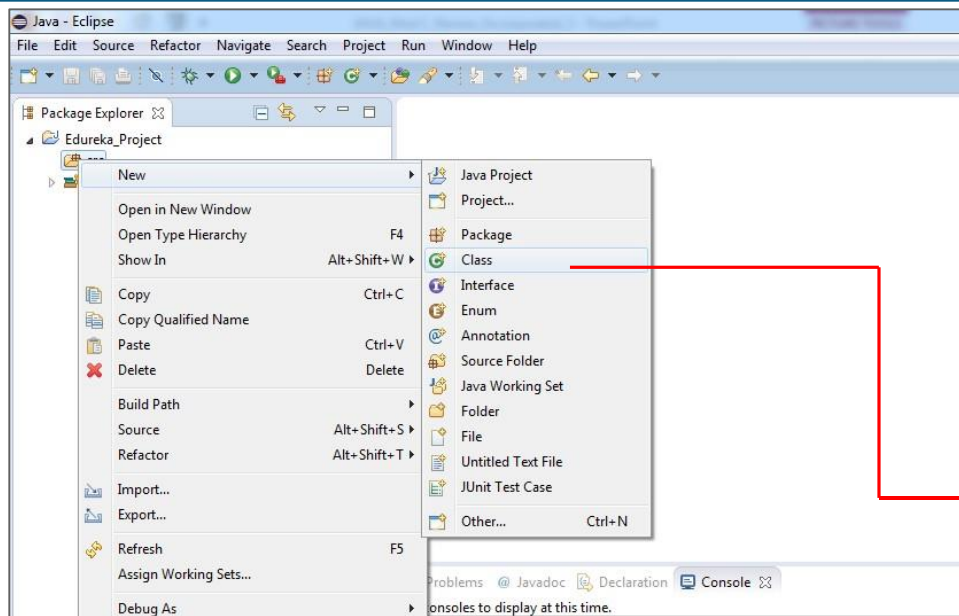 Java - Eclipse
File Edit Source Refactor Navigate Search Project Run Window Help
Package Explorer
Edureka_Project
New
Open in New Window
Open Type Hierarchy F4
Show In Alt+Shift+W
Copy Ctrl+C
Copy Qualified Name
Paste Ctrl+V
Delete Delete
Build Path
Source Alt+Shift+S
Refactor Alt+Shift+T
Import...
Export...
Refresh F5
Assign Working Sets...
Debug As
Java Project
Project...
Package
Class
Interface
Enum
Annotation
Source Folder
Java Working Set
Folder
File
Untitled Text File
JUnit Test Case
Other... Ctrl+N
Problems @ Javadoc Declaration Console
onsoles to display at this time.